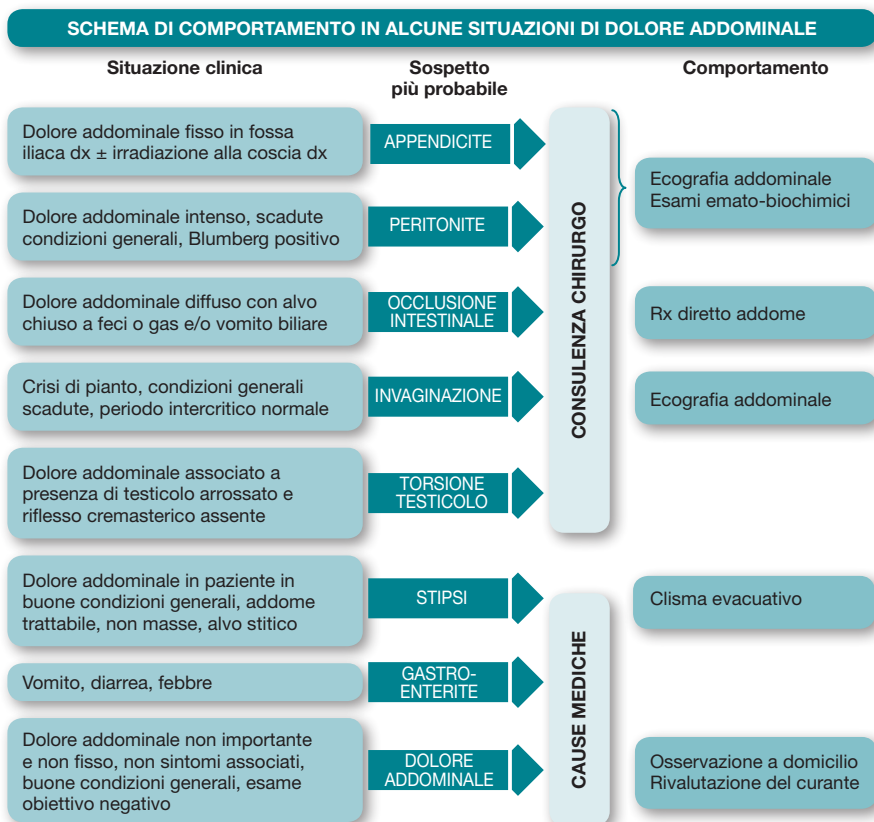 SCHEMA DI COMPORTAMENTO IN ALCUNE SITUAZIONI DI DOLORE ADDOMINALE
Situazione clinica
Sospetto
più probabile
Comportamento
Dolore addominale fisso in fossa
iliaca dx ± irradiazione alla coscia dx
APPENDICITE
Dolore addominale intenso, scadute
condizioni generali, Blumberg positivo
PERITONITE
Ecografia addominale
Esami emato-biochimici
Dolore addominale diffuso con alvo
chiuso a feci o gas e/o vomito biliare
OCCLUSIONE
INTESTINALE
Rx diretto addome
Crisi di pianto, condizioni generali
scadute, periodo intercritico normale
INVAGINAZIONE
Ecografia addominale
Dolore addominale associato a
presenza di testicolo arrossato e
riflesso cremasterico assente
TORSIONE
TESTICOLO
CONSULENZA CHIRURGO
Dolore addominale in paziente in
buone condizioni generali, addome
trattabile, non masse, alvo stitico
STIPSI
Clisma evacuativo
Vomito, diarrea, febbre
GASTRO-
ENTERITE
Dolore addominale non importante
e non fisso, non sintomi associati,
buone condizioni generali, esame
obiettivo negativo
DOLORE
ADDOMINALE
CAUSE MEDICHE
Osservazione a domicilio
Rivalutazione del curante